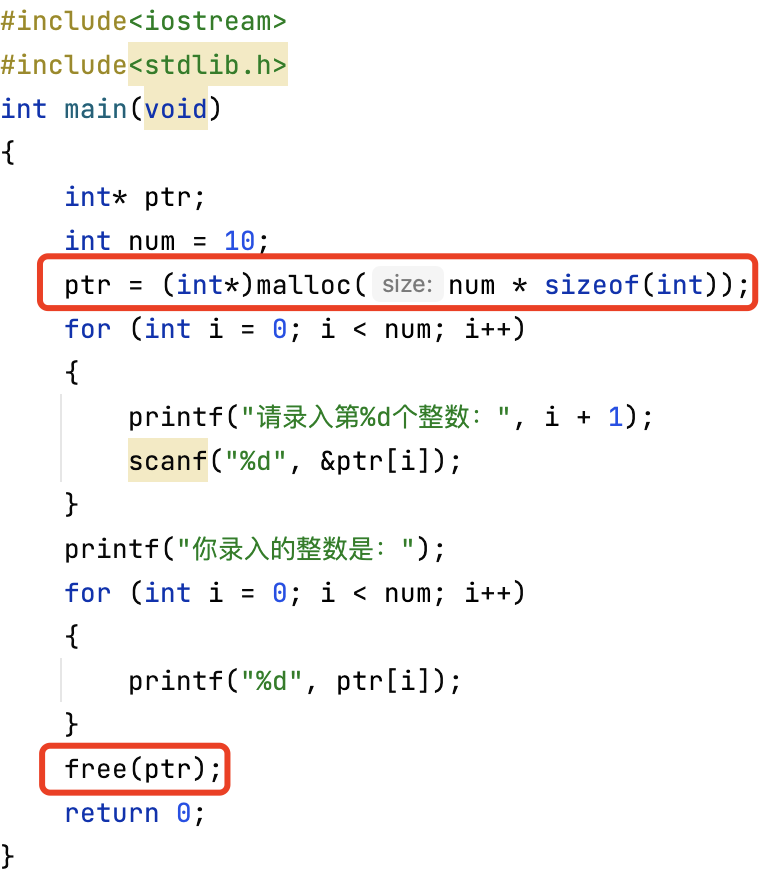 #include<iostream>
#include<stdlib.h>
int main(void)
{
    int* ptr;
    int num = 10;
    ptr = (int*)malloc( size: num * sizeof(int));
    for (int i = 0; i < num; i++)
    {
        printf("请录入第%d个整数：", i + 1);
        scanf("%d", &ptr[i]);
    }
    printf("你录入的整数是：");
    for (int i = 0; i < num; i++)
    {
        printf("%d", ptr[i]);
    }
    free(ptr);
    return 0;
}